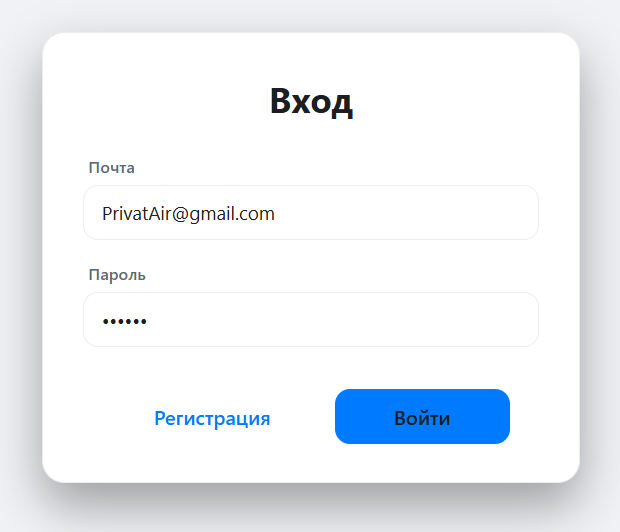 Вход
Почта
PrivatAir@gmail.com
Пароль
••••••
Регистрация Войти